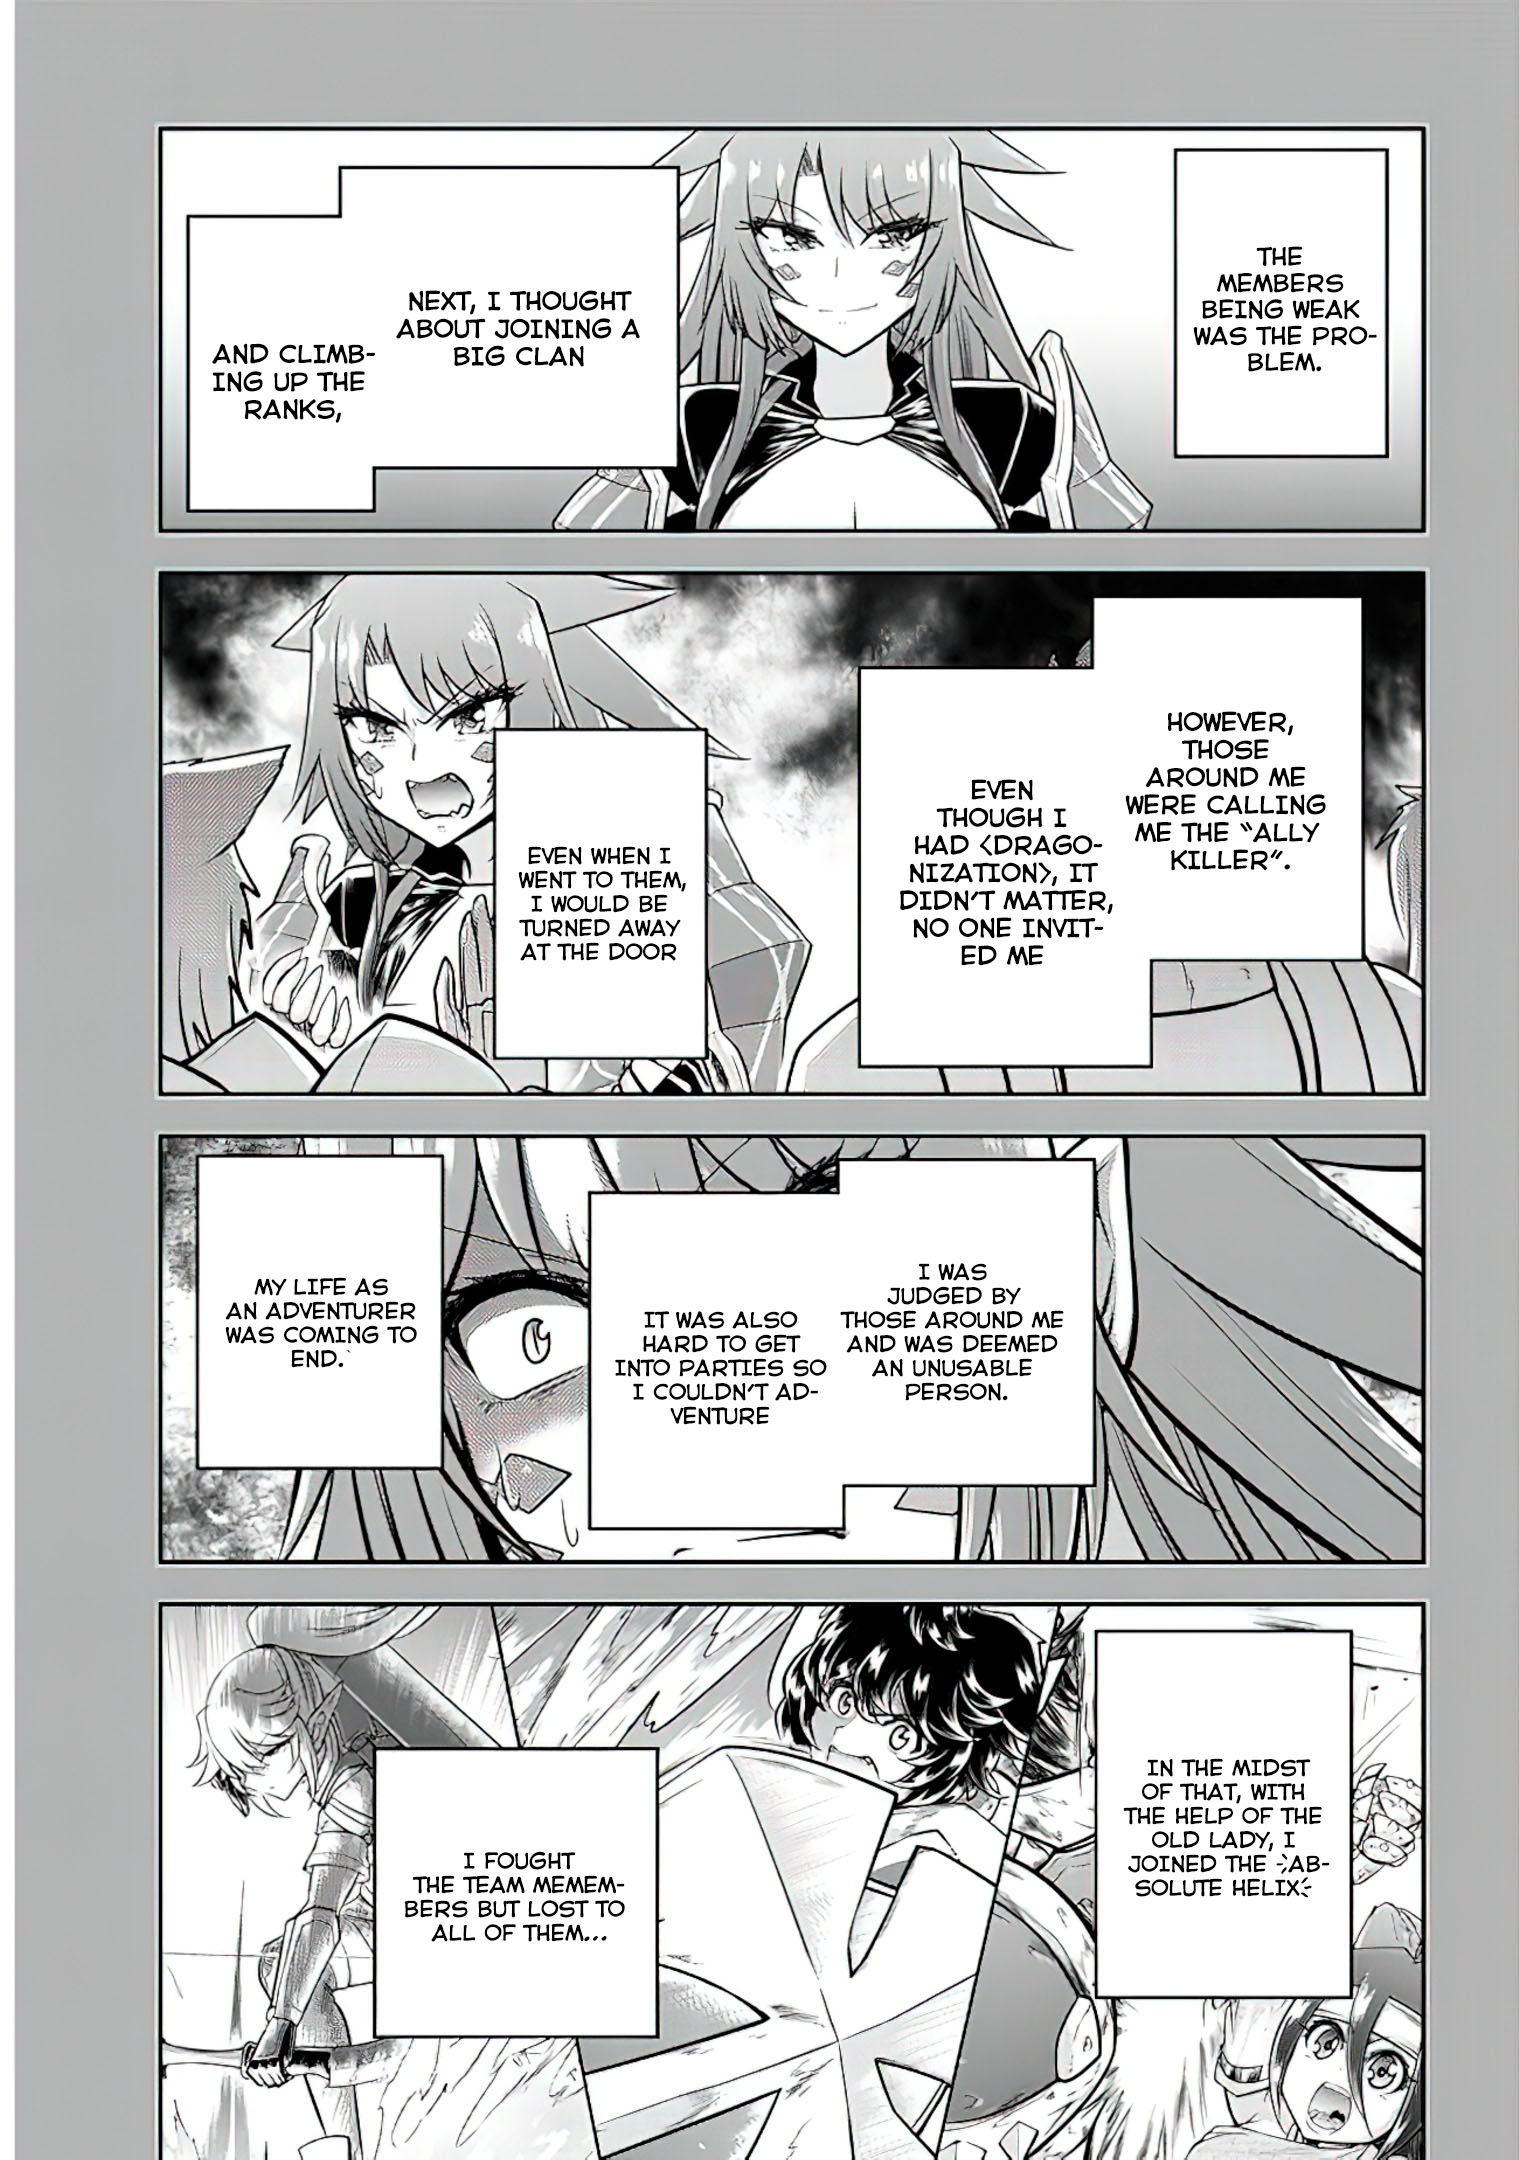 THE
MEMBERS
BEING WEAK
WAS THE PRO-
BLEM.
NEXT, I THOUGHT
ABOUT JOINING A
BIG CLAN
AND CLIMB-
ING UP THE
RANKS,
HOWEVER,
THOSE
AROUND ME
WERE CALLING
ME THE "ALLY
KILLER".
EVEN
THOUGH I
HAD <DRAGO-
NIZATION>, IT
DIDN'T MATTER,
NO ONE INVIT-
ED ME
EVEN WHEN I
WENT TO THEM,
I WOULD BE
TURNED AWAY
AT THE DOOR
I WAS
JUDGED BY
THOSE AROUND ME
AND WAS DEEMED
AN UNUSABLE
PERSON.
IT WAS ALSO
HARD TO GET
INTO PARTIES SO
I COULDN'T AD-
VENTURE
MY LIFE AS
AN ADVENTURER
WAS COMING TO
END.
IN THE MIDST
OF THAT, WITH
THE HELP OF THE
OLD LADY, I
JOINED THE AB-
SOLUTE HELIX
I FOUGHT
THE TEAM MEMEM-
BERS BUT LOST TO
ALL OF THEM...